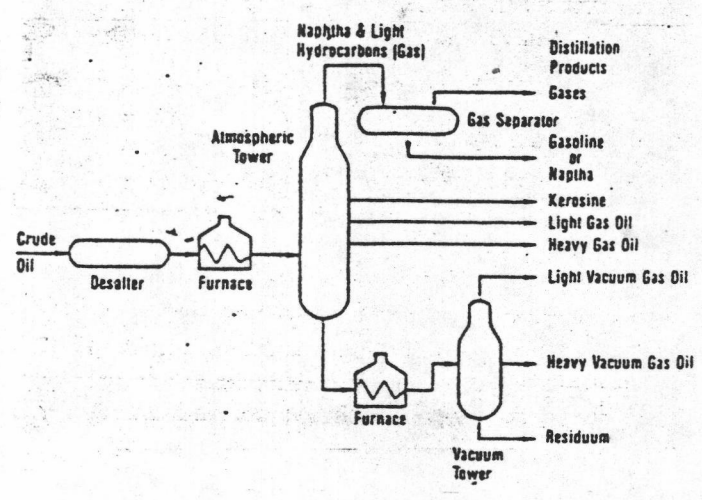 Naphtha & Light
Hydrocarbons (Gas)
Distillation
Products
Gases
Gas Separator
Atmospheric
Tower
Gasoline
or
Naptha
Kerosine
Light Gas Oil
Heavy Gas Oil
Crude
Oil
Desalter
Furnace
Light Vacuum Gas Oil
Heavy Vacuum Gas Oil
Furnace
Residuum
Vacuum
Tower